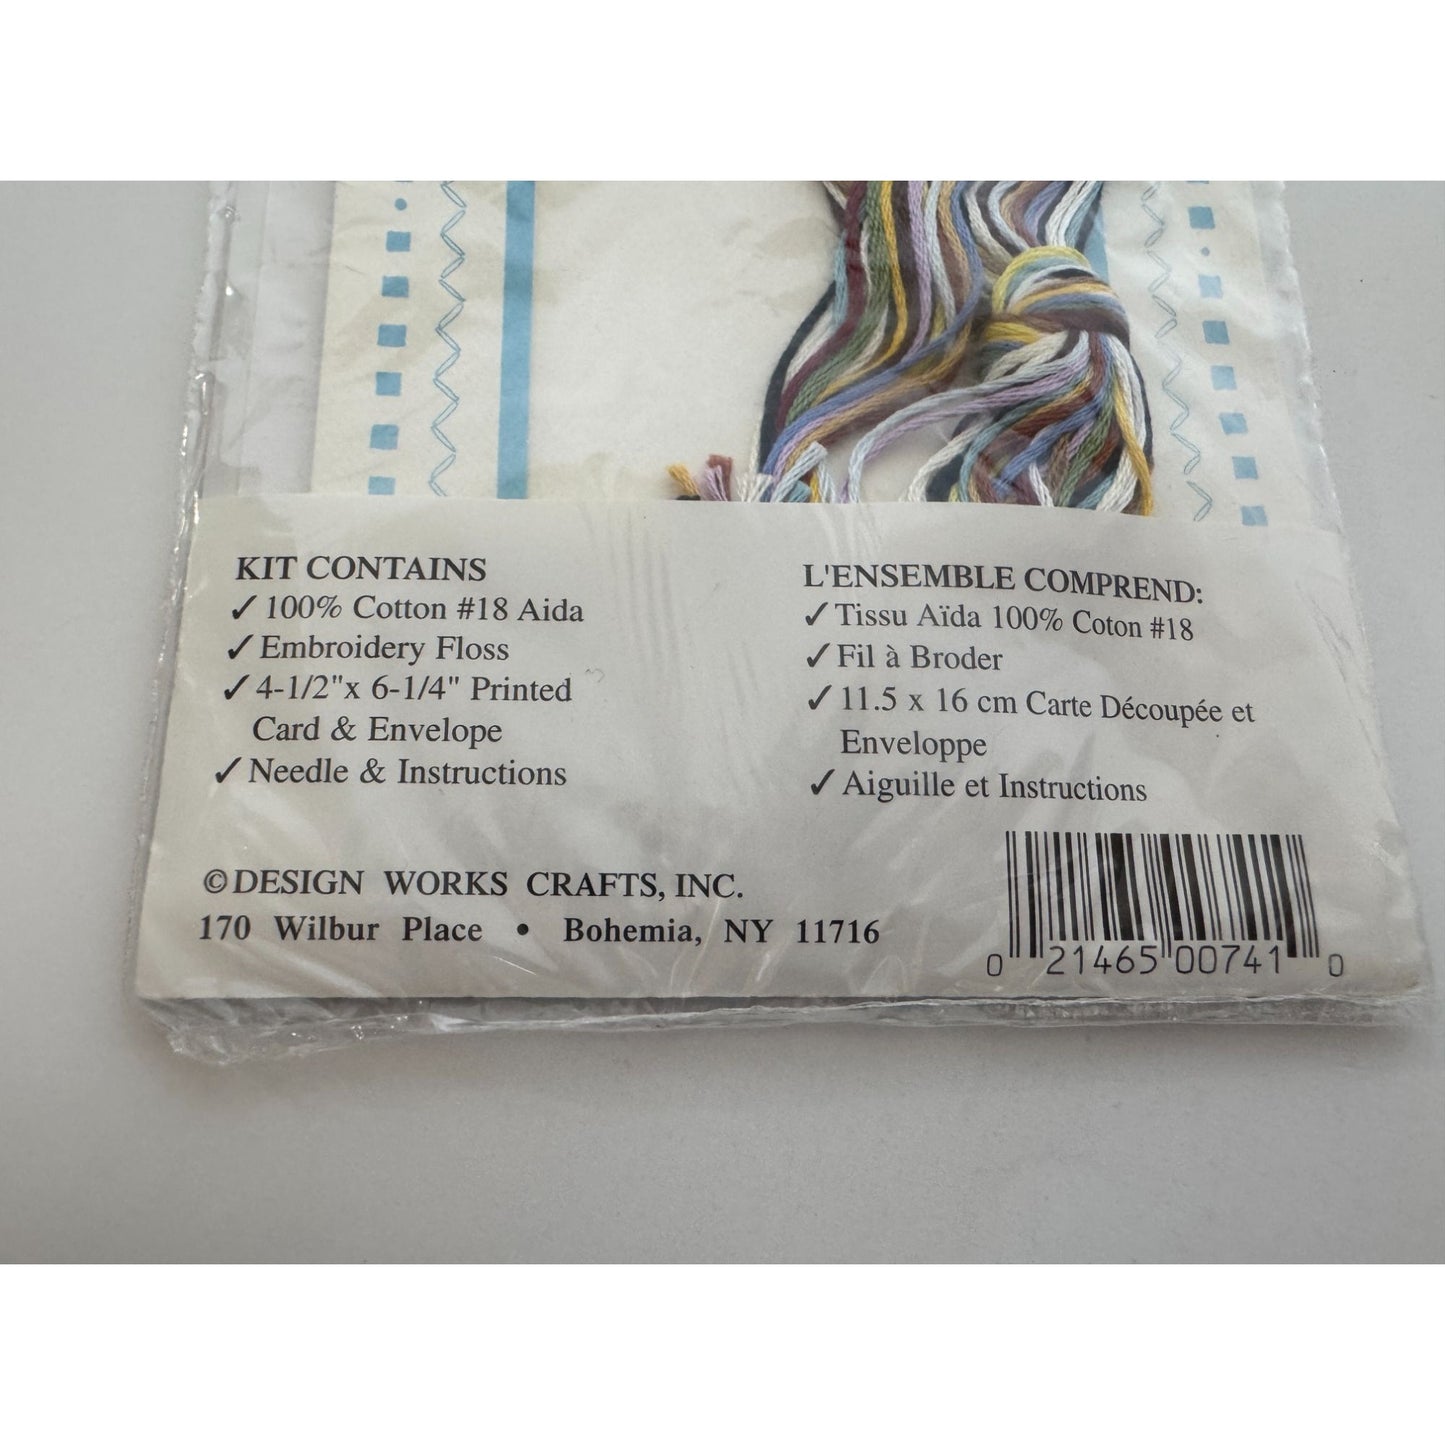 KIT CONTAINS
✓ 100% Cotton #18 Aida
✓ Embroidery Floss
✓ 4-1/2"x 6-1/4" Printed
Card & Envelope
✓ Needle & Instructions
L'ENSEMBLE COMPREND:
✓ Tissu Aïda 100% Coton #18
✓ Fil à Broder
✓ 11.5 x 16 cm Carte Découpée et
Enveloppe
✓ Aiguille et Instructions
©DESIGN WORKS CRAFTS, INC.
170 Wilbur Place • Bohemia, NY 11716
0 21465 00741 0